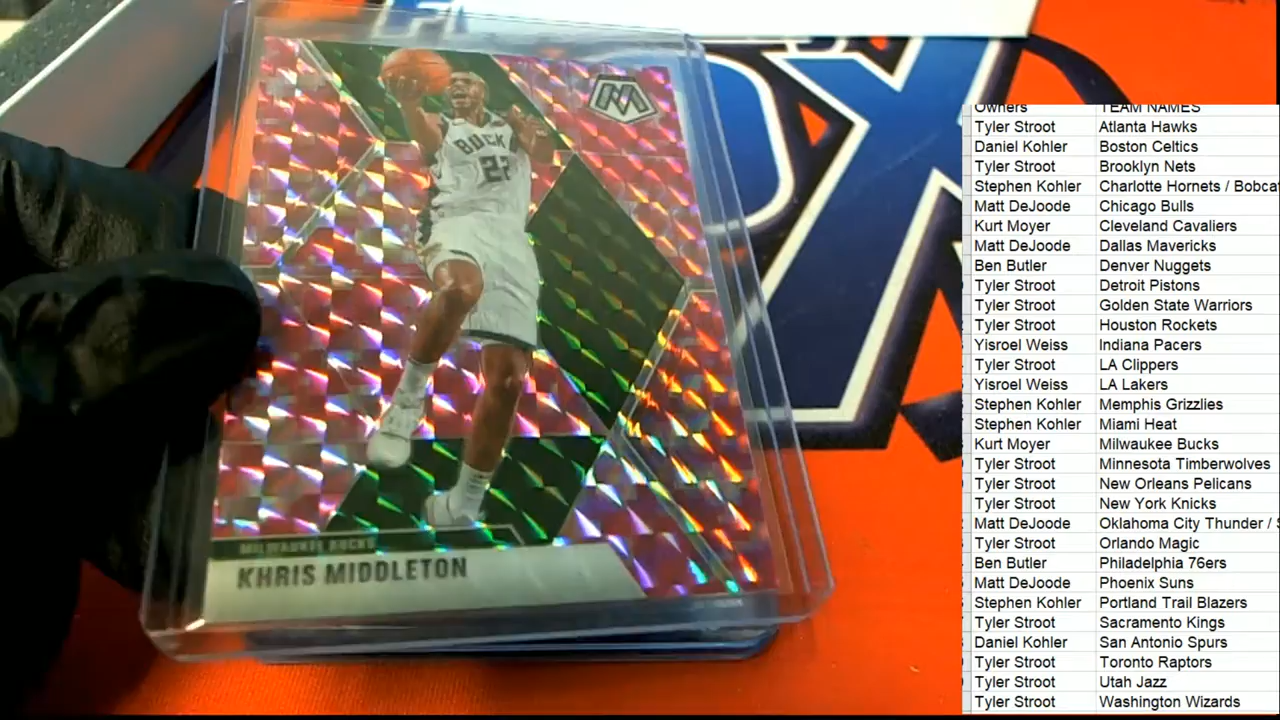 BUCK
22
MILWAUKEE BUCKS
KHRIS MIDDLETON
Owners TEAM NAMES
Tyler Stroot Atlanta Hawks
Daniel Kohler Boston Celtics
Tyler Stroot Brooklyn Nets
Stephen Kohler Charlotte Hornets / Bobca
Matt DeJoode Chicago Bulls
Kurt Moyer Cleveland Cavaliers
Matt DeJoode Dallas Mavericks
Ben Butler Denver Nuggets
Tyler Stroot Detroit Pistons
Tyler Stroot Golden State Warriors
Tyler Stroot Houston Rockets
Yisroel Weiss Indiana Pacers
Tyler Stroot LA Clippers
Yisroel Weiss LA Lakers
Stephen Kohler Memphis Grizzlies
Stephen Kohler Miami Heat
Kurt Moyer Milwaukee Bucks
Tyler Stroot Minnesota Timberwolves
Tyler Stroot New Orleans Pelicans
Tyler Stroot New York Knicks
Matt DeJoode Oklahoma City Thunder /
Tyler Stroot Orlando Magic
Ben Butler Philadelphia 76ers
Matt DeJoode Phoenix Suns
Stephen Kohler Portland Trail Blazers
Tyler Stroot Sacramento Kings
Daniel Kohler San Antonio Spurs
Tyler Stroot Toronto Raptors
Tyler Stroot Utah Jazz
Tyler Stroot Washington Wizards